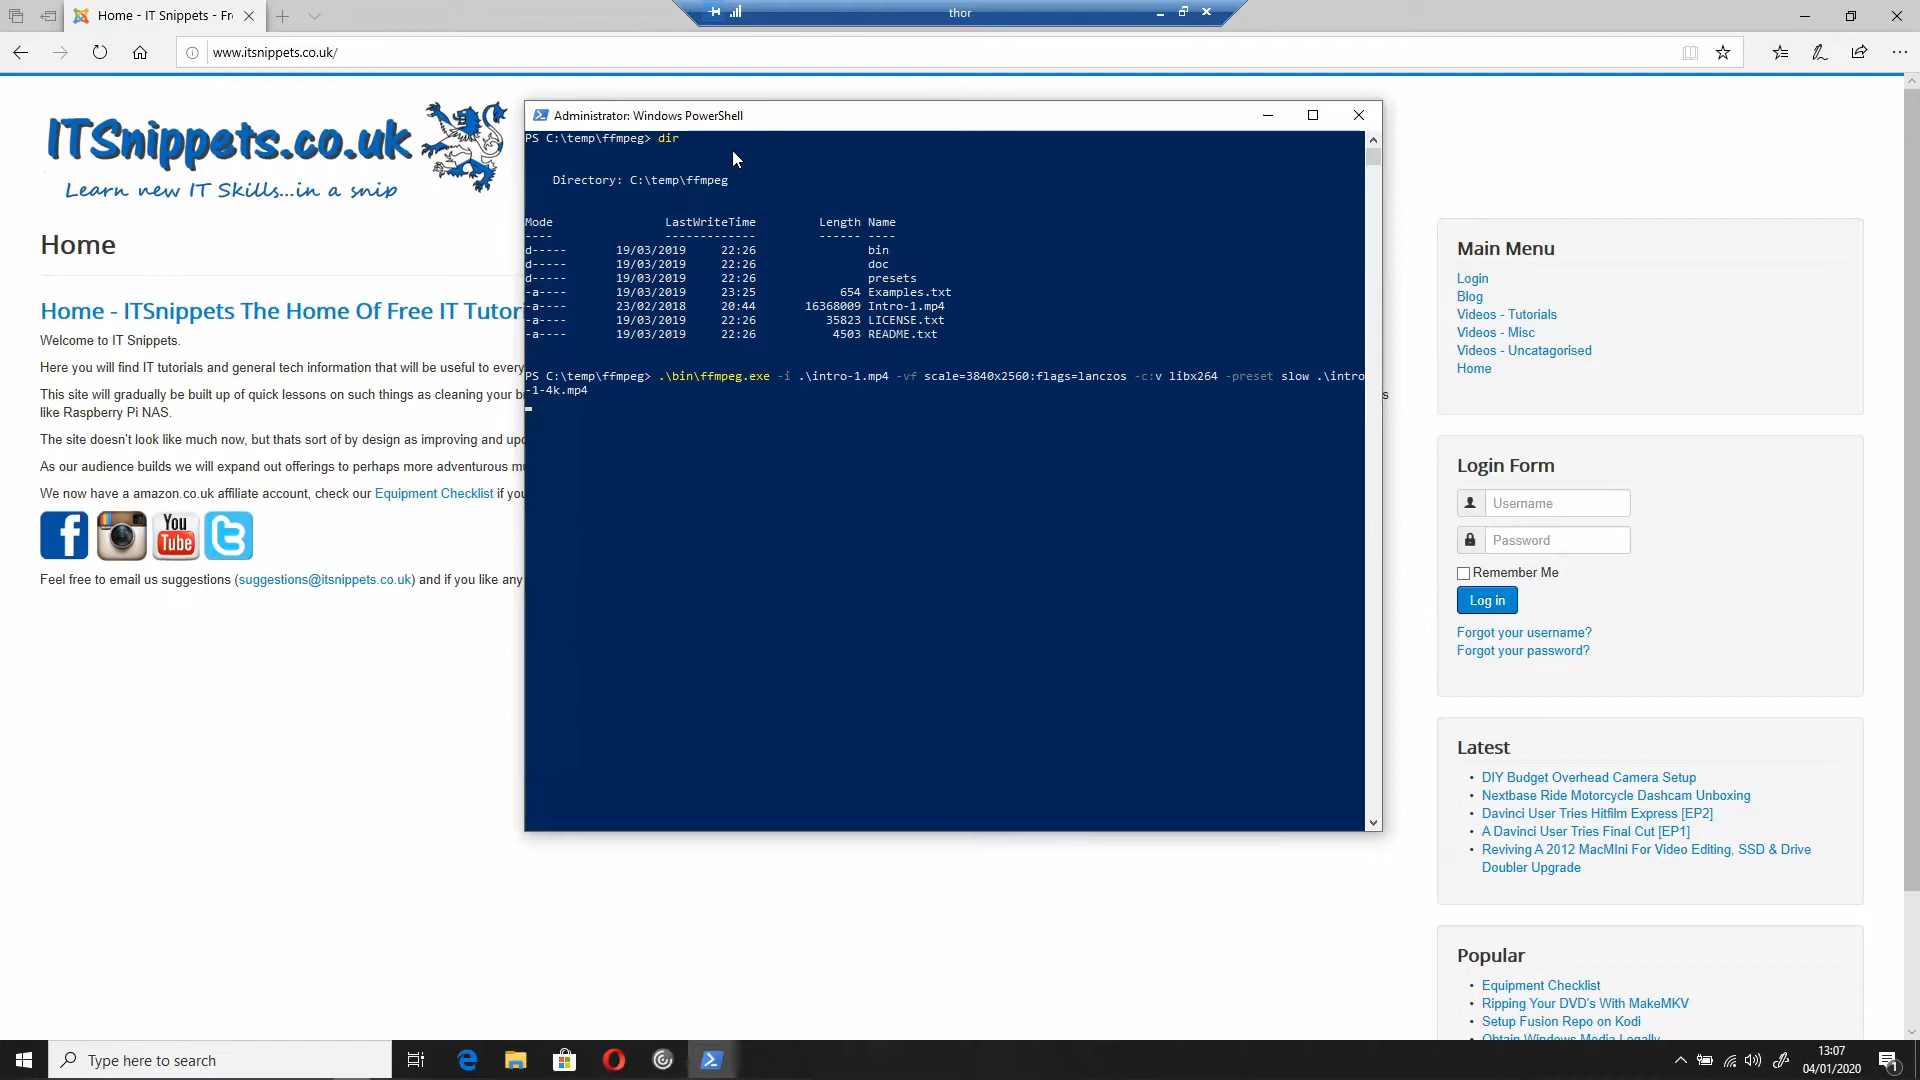 Home - IT Snippets - Fr
thor
www.itsnippets.co.uk/
ITSnippets.co.uk
Learn new IT Skills...in a snip
Home
Home - ITSnippets The Home Of Free IT Tutori
Welcome to IT Snippets.
Here you will find IT tutorials and general tech information that will be useful to every
This site will gradually be built up of quick lessons on such things as cleaning your b
s
like Raspberry Pi NAS.
The site doesn't look like much now, but thats sort of by design as improving and upd
As our audience builds we will expand out offerings to perhaps more adventurous mu
We now have a amazon.co.uk affiliate account, check our Equipment Checklist if you
You
Tube
Feel free to email us suggestions (suggestions@itsnippets.co.uk) and if you like any
Administrator: Windows PowerShell
PS C:\temp\ffmpeg> dir
Directory: C:\temp\ffmpeg
Mode LastWriteTime Length Name
---- ------------- ------ ----
d----- 19/03/2019 22:26 bin
d----- 19/03/2019 22:26 doc
d----- 19/03/2019 22:26 presets
-a---- 19/03/2019 23:25 654 Examples.txt
-a---- 23/02/2018 20:44 16368009 Intro-1.mp4
-a---- 19/03/2019 22:26 35823 LICENSE.txt
-a---- 19/03/2019 22:26 4503 README.txt
PS C:\temp\ffmpeg> .\bin\ffmpeg.exe -i .\intro-1.mp4 -vf scale=3840x2560:flags=lanczos -c:v libx264 -preset slow .\intro
-1-4k.mp4
Main Menu
Login
Blog
Videos - Tutorials
Videos - Misc
Videos - Uncatagorised
Home
Login Form
Username
Password
Remember Me
Log in
Forgot your username?
Forgot your password?
Latest
• DIY Budget Overhead Camera Setup
• Nextbase Ride Motorcycle Dashcam Unboxing
• Davinci User Tries Hitfilm Express [EP2]
• A Davinci User Tries Final Cut [EP1]
• Reviving A 2012 MacMIni For Video Editing, SSD & Drive
Doubler Upgrade
Popular
• Equipment Checklist
• Ripping Your DVD's With MakeMKV
• Setup Fusion Repo on Kodi
• Obtain Windows Media Legally
Type here to search
13:07
04/01/2020
1